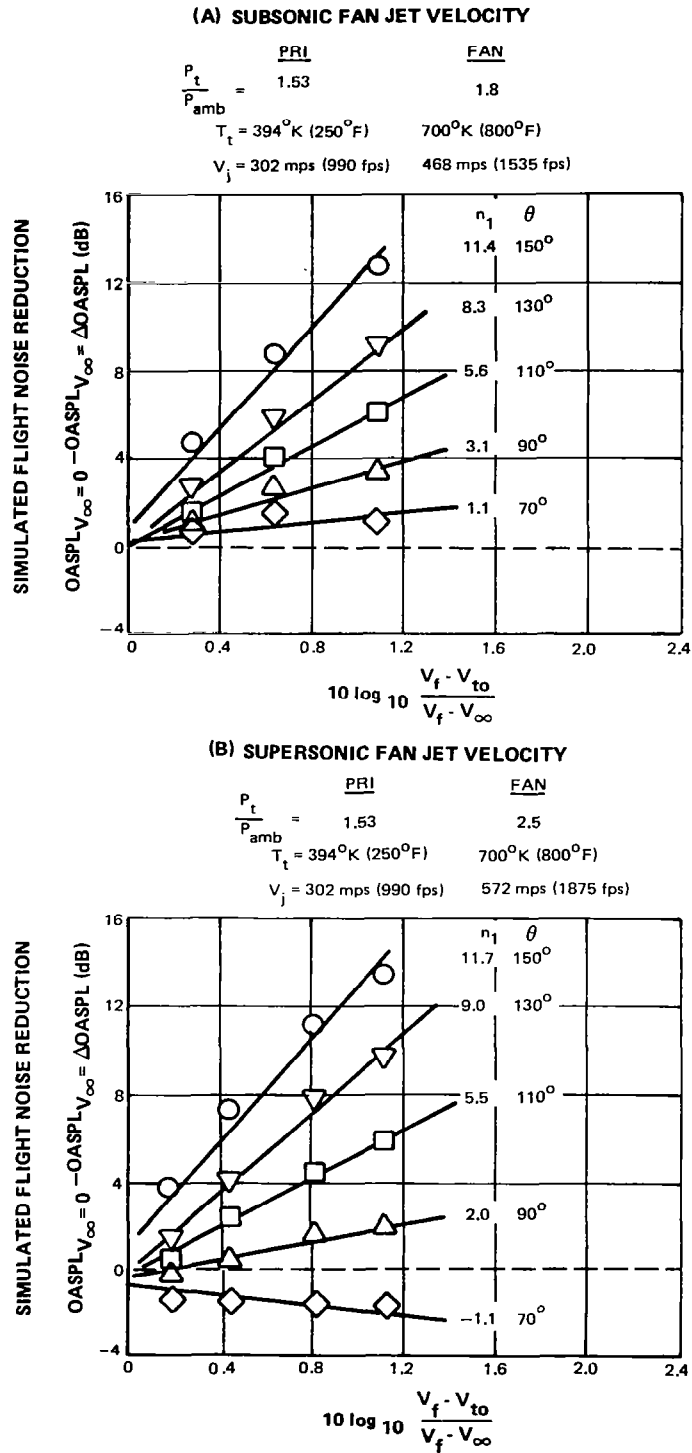 (A) SUBSONIC FAN JET VELOCITY
PRI FAN
P_t / P_amb = 1.53 1.8
T_t = 394°K (250°F) 700°K (800°F)
V_j = 302 mps (990 fps) 468 mps (1535 fps)
SIMULATED FLIGHT NOISE REDUCTION
OASPL_V∞ = 0 - OASPL_V∞ = ΔOASPL (dB)
16
12
8
4
0
-4
n_1 θ
11.4 150°
8.3 130°
5.6 110°
3.1 90°
1.1 70°
0 0.4 0.8 1.2 1.6 2.0 2.4
10 log 10 V_f - V_to / V_f - V_∞
(B) SUPERSONIC FAN JET VELOCITY
PRI FAN
P_t / P_amb = 1.53 2.5
T_t = 394°K (250°F) 700°K (800°F)
V_j = 302 mps (990 fps) 572 mps (1875 fps)
SIMULATED FLIGHT NOISE REDUCTION
OASPL_V∞ = 0 - OASPL_V∞ = ΔOASPL (dB)
16
12
8
4
0
-4
n_1 θ
11.7 150°
9.0 130°
5.5 110°
2.0 90°
-1.1 70°
0 0.4 0.8 1.2 1.6 2.0 2.4
10 log 10 V_f - V_to / V_f - V_∞